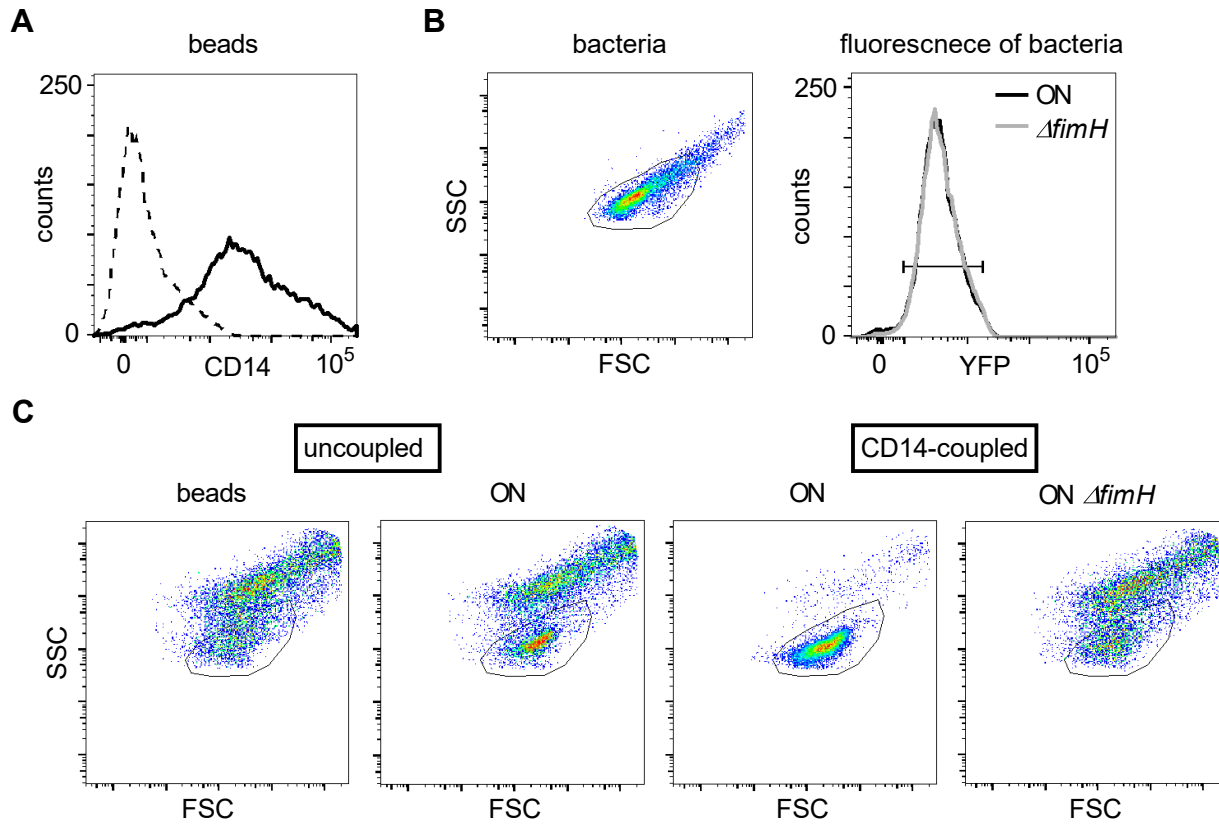 A
beads
250
counts
0
0
CD14
10⁵
B
bacteria
SSC
FSC
fluorescnece of bacteria
250
ON
ΔfimH
counts
0
0
YFP
10⁵
C
uncoupled
CD14-coupled
beads
ON
ON
ON ΔfimH
SSC
FSC
FSC
FSC
FSC